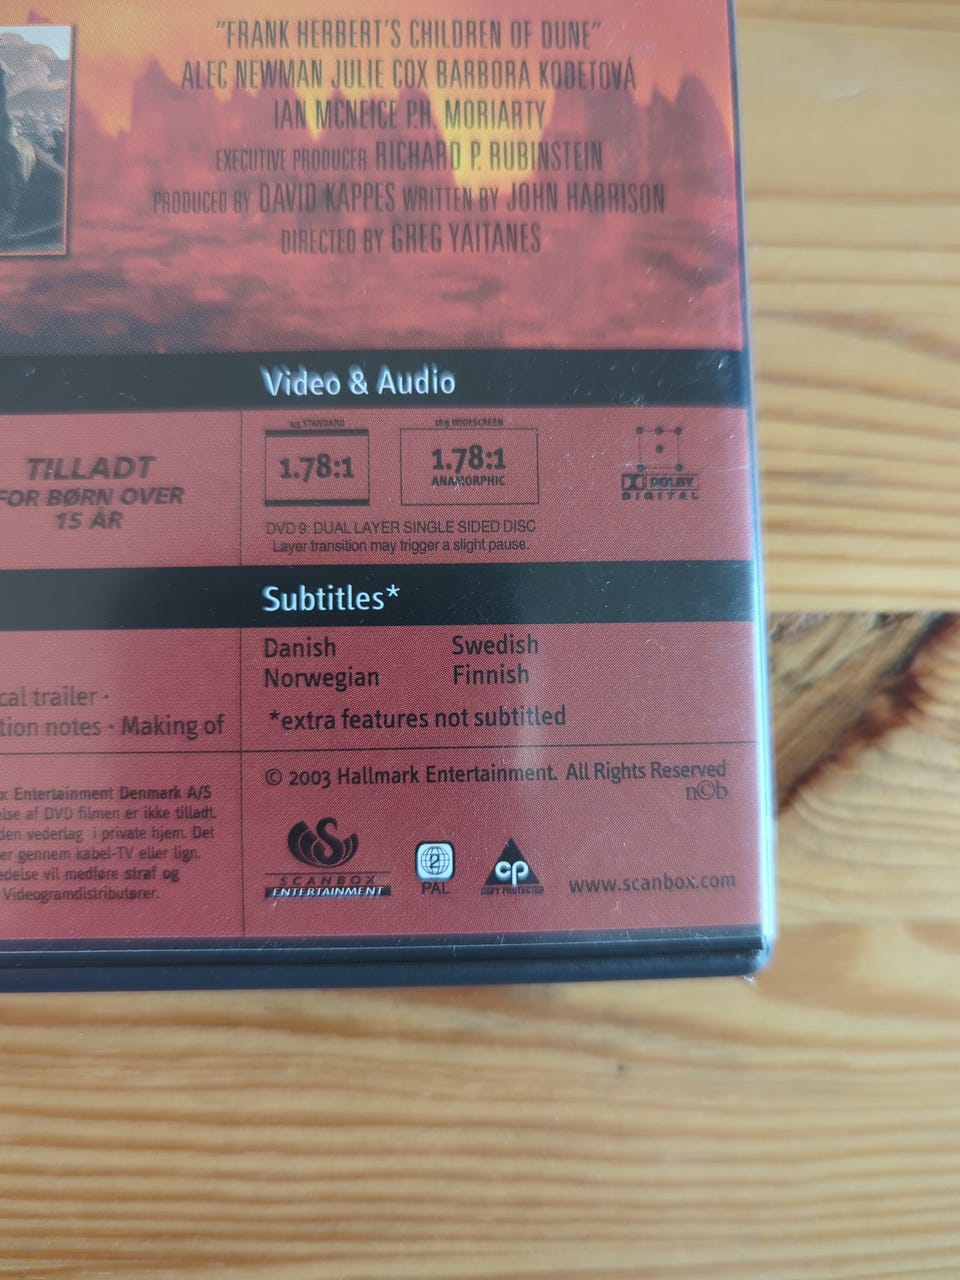 "FRANK HERBERT'S CHILDREN OF DUNE"
ALEC NEWMAN JULIE COX BARBORA KODETOVÁ
IAN MCNEICE P.H. MORIARTY
EXECUTIVE PRODUCER RICHARD P. RUBINSTEIN
PRODUCED BY DAVID KAPPES WRITTEN BY JOHN HARRISON
DIRECTED BY GREG YAITANES
Video & Audio
TILLADT
FOR BØRN OVER
15 ÅR
STANDARD
1.78:1
16:9 WIDESCREEN
1.78:1
ANAMORPHIC
DOLBY
DIGITAL
DVD 9: DUAL LAYER SINGLE SIDED DISC
Layer transition may trigger a slight pause.
Subtitles*
Danish Swedish
Norwegian Finnish
*extra features not subtitled
cal trailer ·
tion notes · Making of
© 2003 Hallmark Entertainment. All Rights Reserved
n©b
x Entertainment Denmark A/S
else af DVD filmen er ikke tilladt.
den vederlag i private hjem. Det
er gennem kabel-TV eller lign.
edelse vil medføre straf og
Videogramdistributører.
SCANBOX
ENTERTAINMENT
2
PAL
cp
COPY PROTECTED
www.scanbox.com